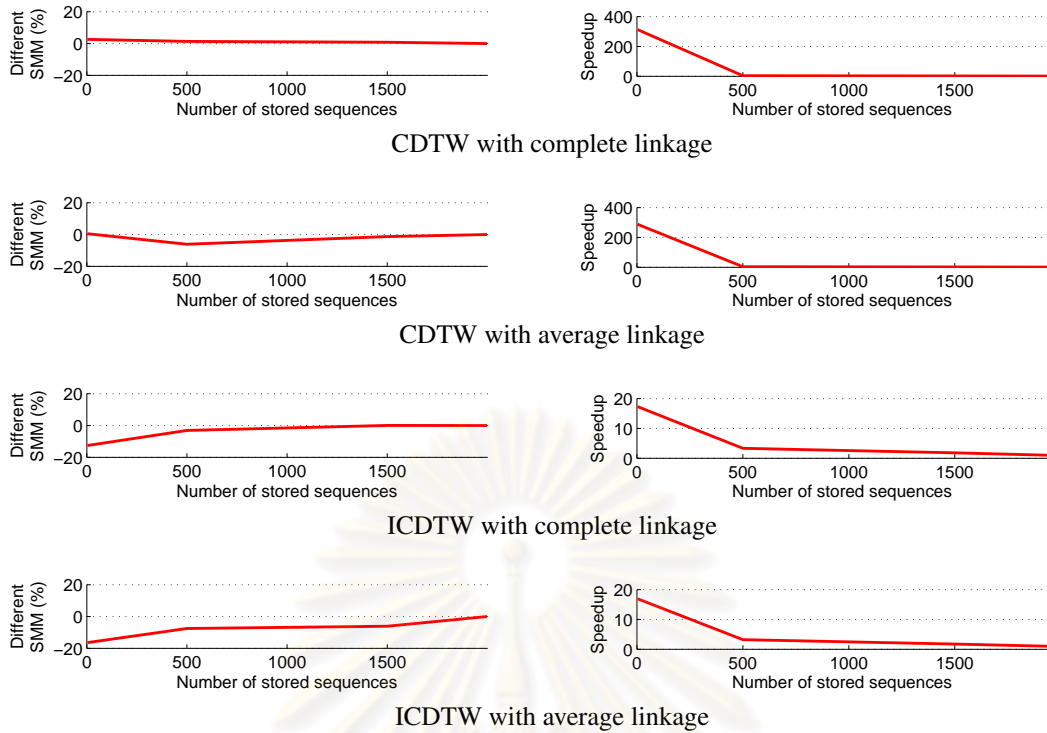 Different SMM (%)
20
0
−20
0 500 1000 1500
Number of stored sequences
Speedup
400
200
0
0 500 1000 1500
Number of stored sequences
CDTW with complete linkage
Different SMM (%)
20
0
−20
0 500 1000 1500
Number of stored sequences
Speedup
400
200
0
0 500 1000 1500
Number of stored sequences
CDTW with average linkage
Different SMM (%)
20
0
−20
0 500 1000 1500
Number of stored sequences
Speedup
20
10
0
0 500 1000 1500
Number of stored sequences
ICDTW with complete linkage
Different SMM (%)
20
0
−20
0 500 1000 1500
Number of stored sequences
Speedup
20
10
0
0 500 1000 1500
Number of stored sequences
ICDTW with average linkage